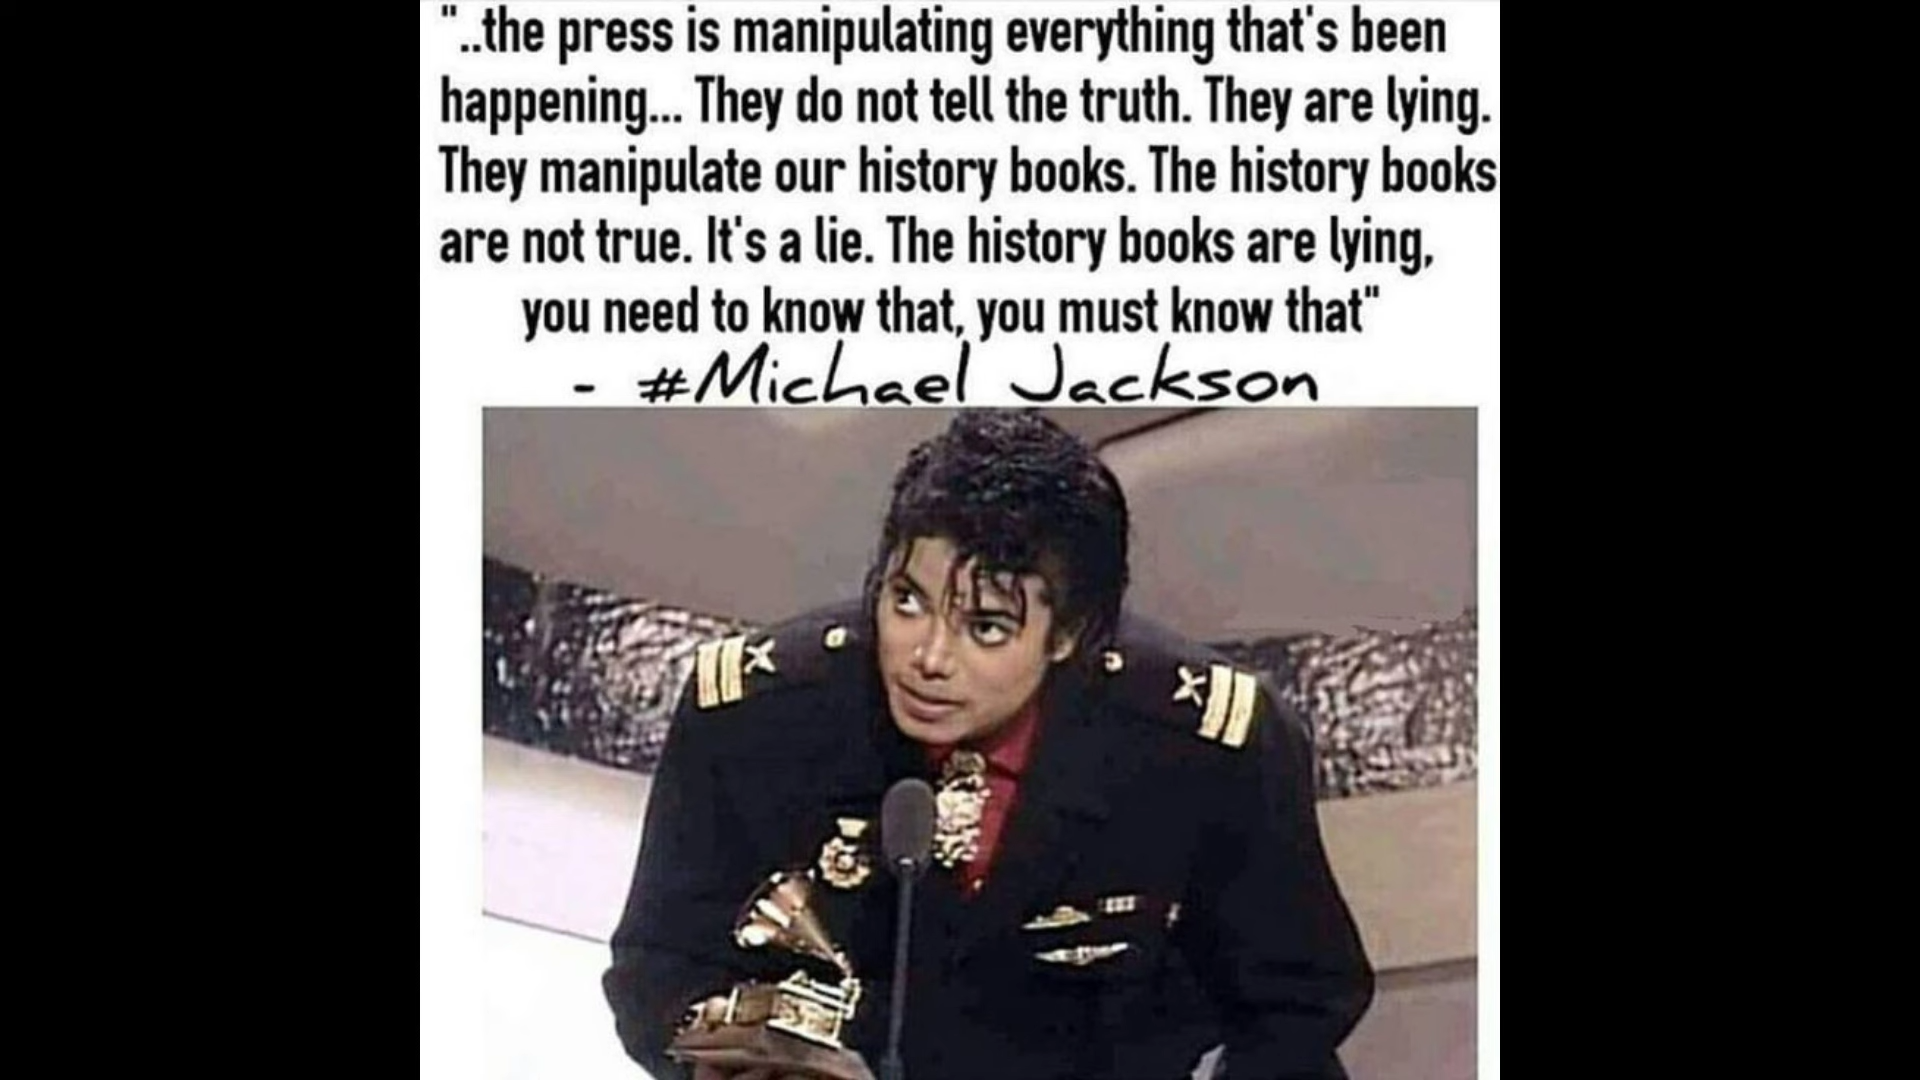 "..the press is manipulating everything that's been
happening... They do not tell the truth. They are lying.
They manipulate our history books. The history books
are not true. It's a lie. The history books are lying,
you need to know that, you must know that"
- #Michael Jackson